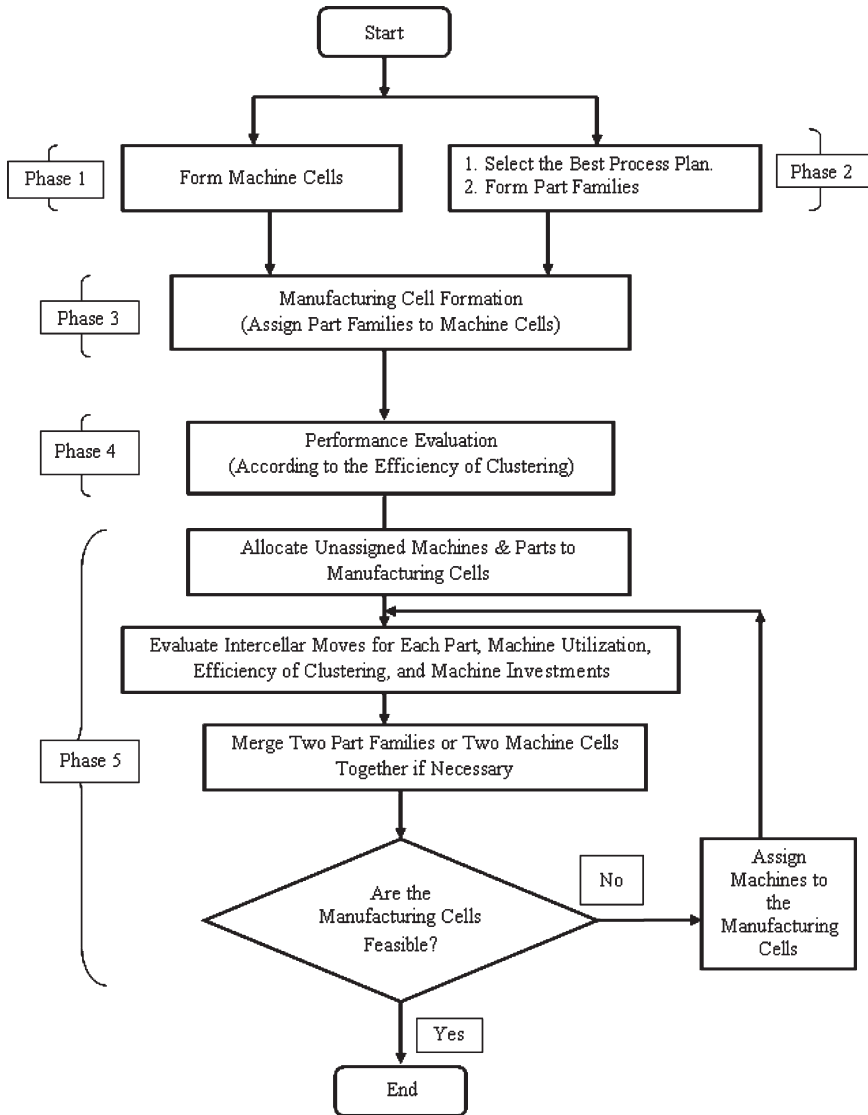 Start
Phase 1
Form Machine Cells
1. Select the Best Process Plan.
2. Form Part Families
Phase 2
Phase 3
Manufacturing Cell Formation
(Assign Part Families to Machine Cells)
Phase 4
Performance Evaluation
(According to the Efficiency of Clustering)
Allocate Unassigned Machines & Parts to
Manufacturing Cells
Evaluate Intercellar Moves for Each Part, Machine Utilization,
Efficiency of Clustering, and Machine Investments
Phase 5
Merge Two Part Families or Two Machine Cells
Together if Necessary
Are the
Manufacturing Cells
Feasible?
No
Assign
Machines to
the
Manufacturing
Cells
Yes
End